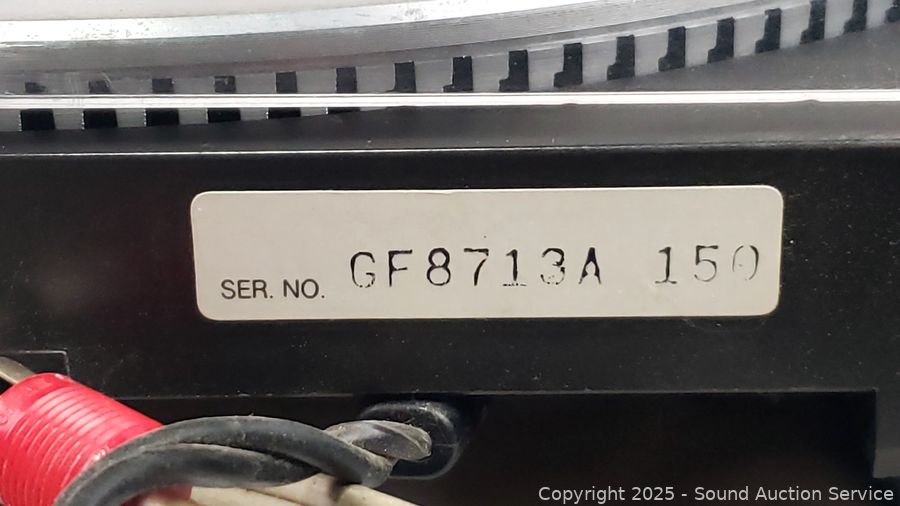 SER. NO. GF8713A 150
Copyright 2025 - Sound Auction Service